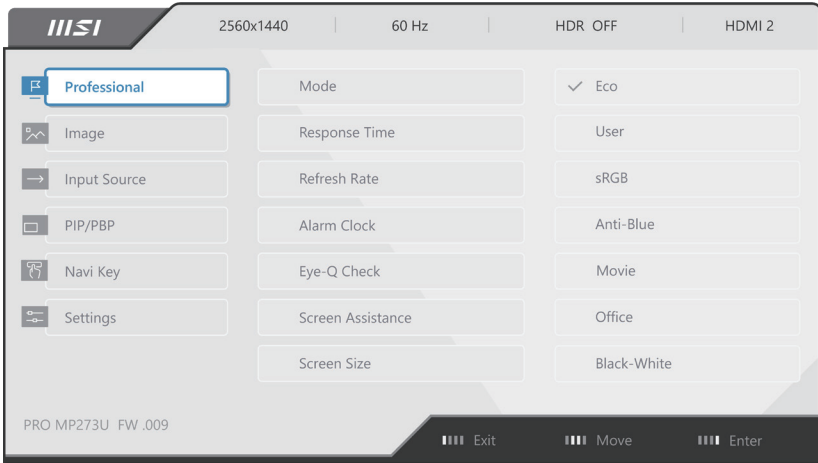 msi 2560x1440 60 Hz HDR OFF HDMI 2
Professional Mode Eco
Image Response Time User
Input Source Refresh Rate sRGB
PIP/PBP Alarm Clock Anti-Blue
Navi Key Eye-Q Check Movie
Settings Screen Assistance Office
Screen Size Black-White
PRO MP273U FW .009
Exit Move Enter